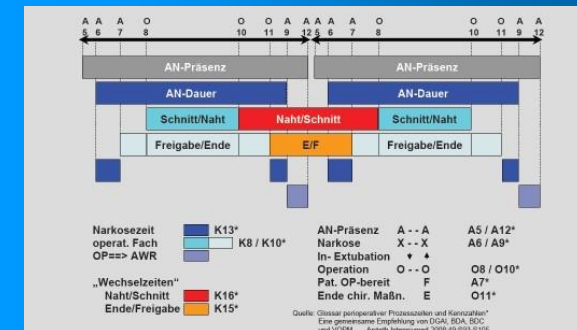 A A A O O O A A A A A O O O A A
5 6 7 8 10 11 9 12 5 6 7 8 10 11 9 12
AN-Präsenz AN-Präsenz
AN-Dauer AN-Dauer
Schnitt/Naht Naht/Schnitt Schnitt/Naht
Freigabe/Ende E/F Freigabe/Ende
Narkosezeit K13*
operat. Fach K8 / K10*
OP==> AWR
„Wechselzeiten"
Naht/Schnitt K16*
Ende/Freigabe K15*
AN-Präsenz A - - A A5 / A12*
Narkose X - - X A6 / A9*
In- Extubation
Operation O - - O O8 / O10*
Pat. OP-bereit F A7*
Ende chir. Maßn. E O11*
Quelle: Glossar perioperativer Prozesszeiten und Kennzahlen*
Eine gemeinsame Empfehlung von DGAI, BDA, BDC